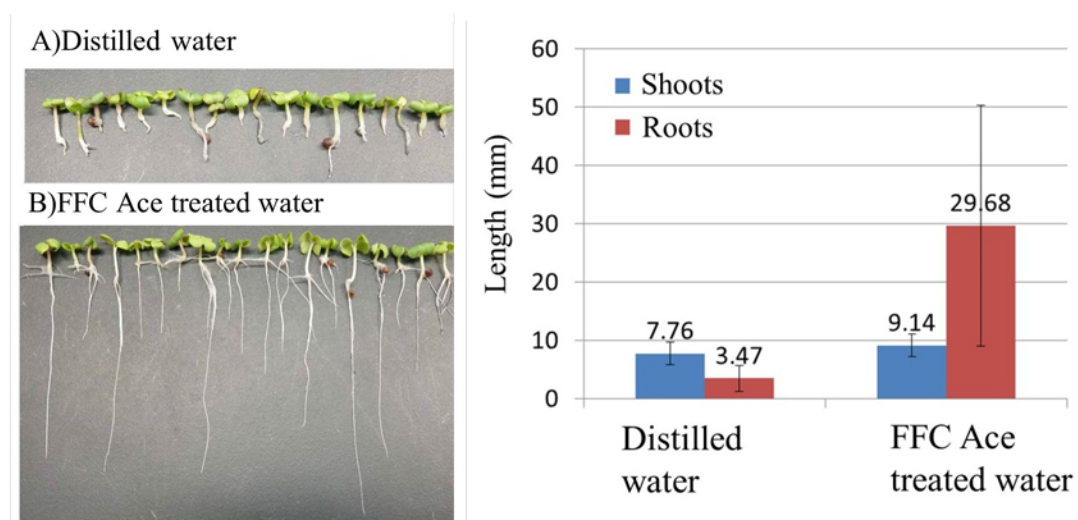 A)Distilled water
B)FFC Ace treated water
Length (mm)
60
50
40
30
20
10
0
Shoots
Roots
7.76
3.47
9.14
29.68
Distilled
water
FFC Ace
treated water